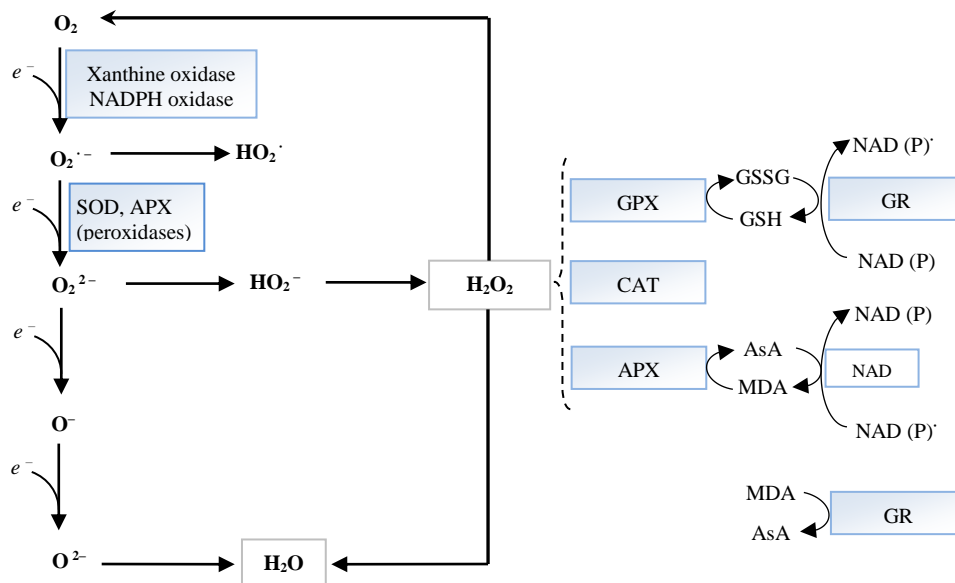 O₂
e⁻
Xanthine oxidase
NADPH oxidase
O₂˙⁻
HO₂˙
e⁻
SOD, APX
(peroxidases)
O₂²⁻
HO₂⁻
H₂O₂
e⁻
O⁻
e⁻
O²⁻
H₂O
GPX
GSSG
GSH
NAD (P)˙
GR
NAD (P)
CAT
APX
AsA
MDA
NAD (P)
NAD
NAD (P)˙
MDA
AsA
GR